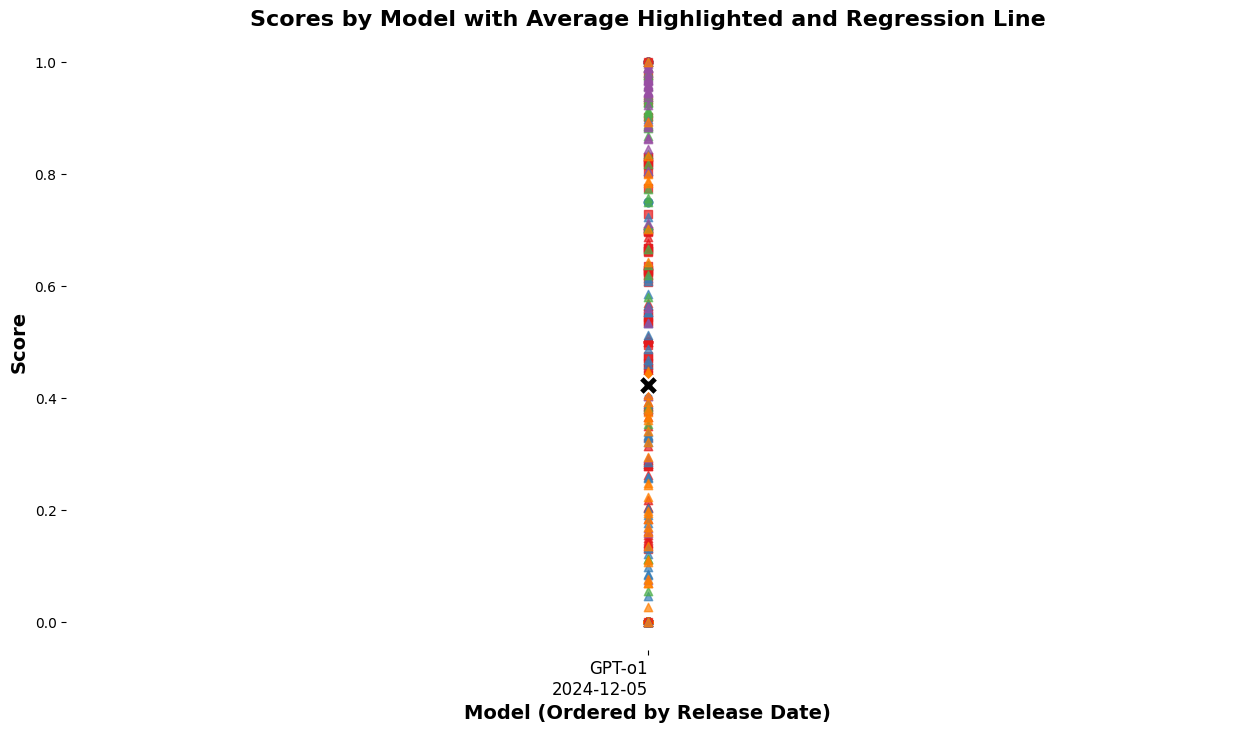 Scores by Model with Average Highlighted and Regression Line
1.0
0.8
0.6
0.4
0.2
0.0
Score
GPT-o1
2024-12-05
Model (Ordered by Release Date)